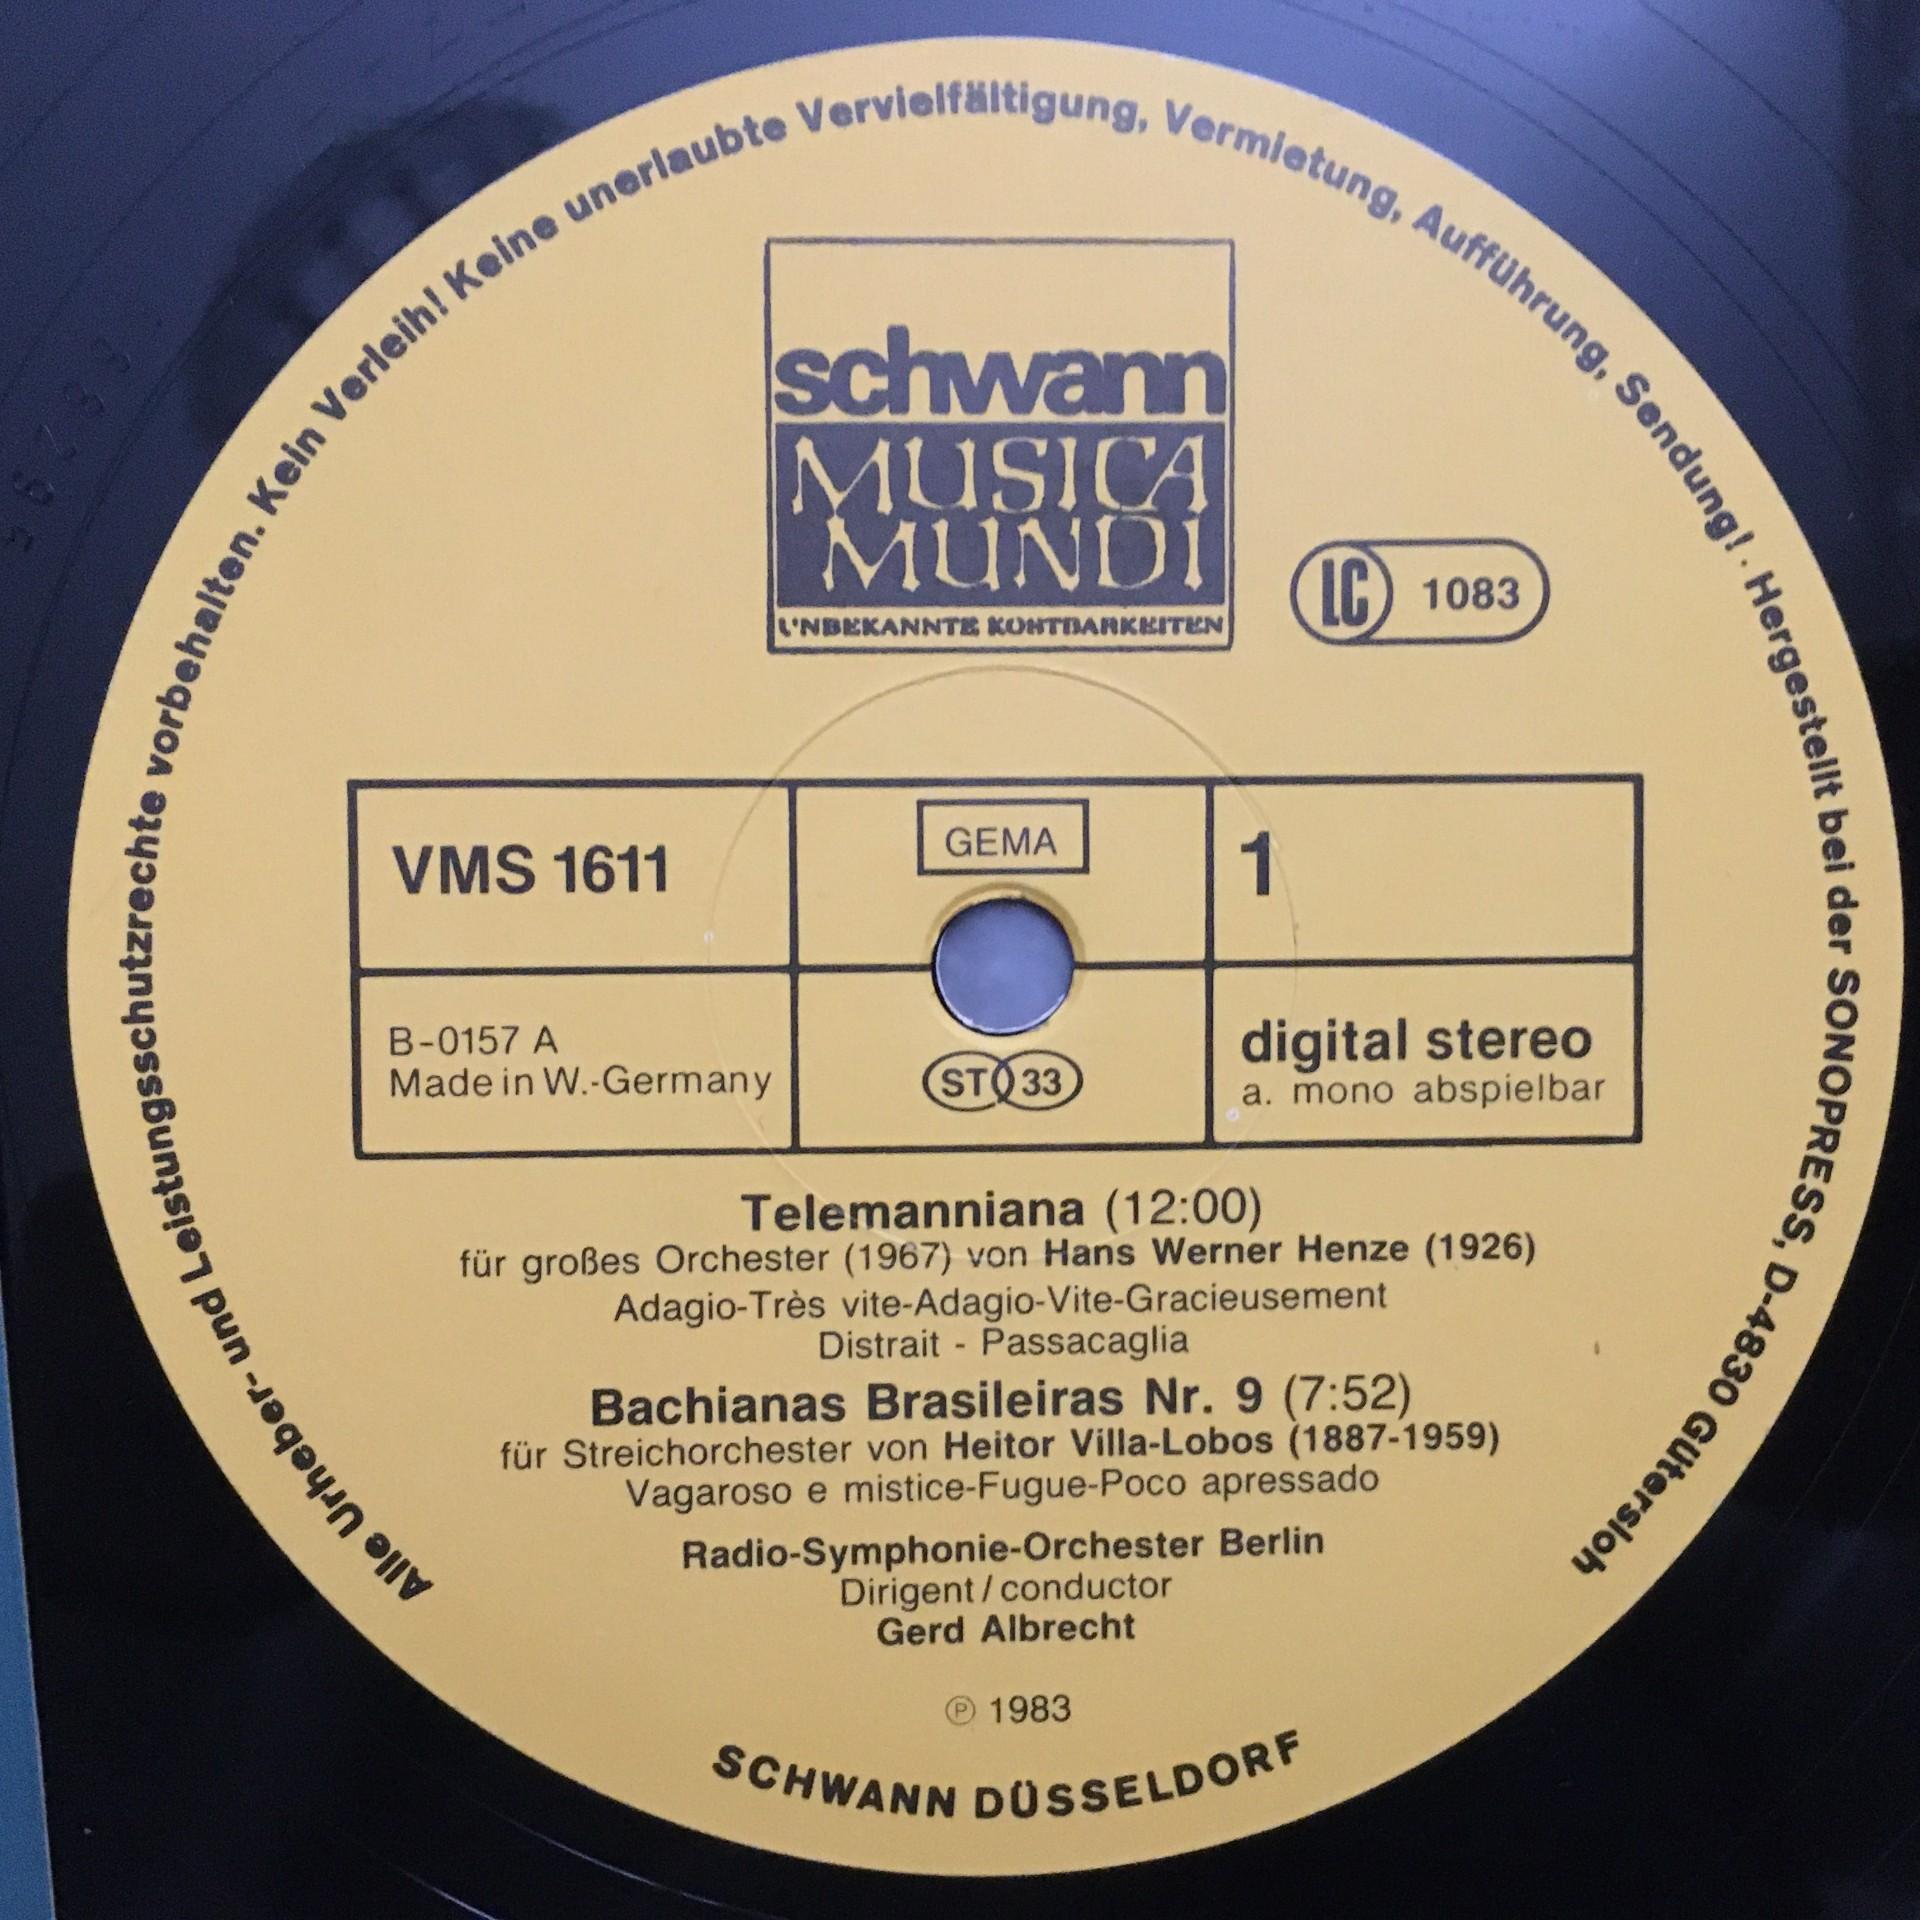 Alle Urheber- und Leistungsschutzrechte vorbehalten. Kein Verleih! Keine unerlaubte Vervielfältigung, Vermietung, Aufführung, Sendung! · Hergestellt bei der SONOPRESS, D-4830 Gütersloh
schwann
MUSICA
MUNDI
UNBEKANNTE KOSTBARKEITEN
LC 1083
VMS 1611
GEMA
1
B-0157 A
Made in W.-Germany
ST 33
digital stereo
a. mono abspielbar
Telemanniana (12:00)
für großes Orchester (1967) von Hans Werner Henze (1926)
Adagio-Très vite-Adagio-Vite-Gracieusement
Distrait - Passacaglia
Bachianas Brasileiras Nr. 9 (7:52)
für Streichorchester von Heitor Villa-Lobos (1887-1959)
Vagaroso e mistice-Fugue-Poco apressado
Radio-Symphonie-Orchester Berlin
Dirigent / conductor
Gerd Albrecht
℗ 1983
SCHWANN DÜSSELDORF